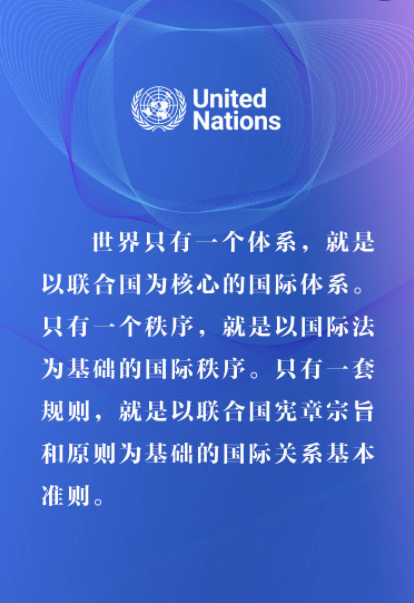 United
Nations
世界只有一个体系，就是
以联合国为核心的国际体系。
只有一个秩序，就是以国际法
为基础的国际秩序。只有一套
规则，就是以联合国宪章宗旨
和原则为基础的国际关系基本
准则。